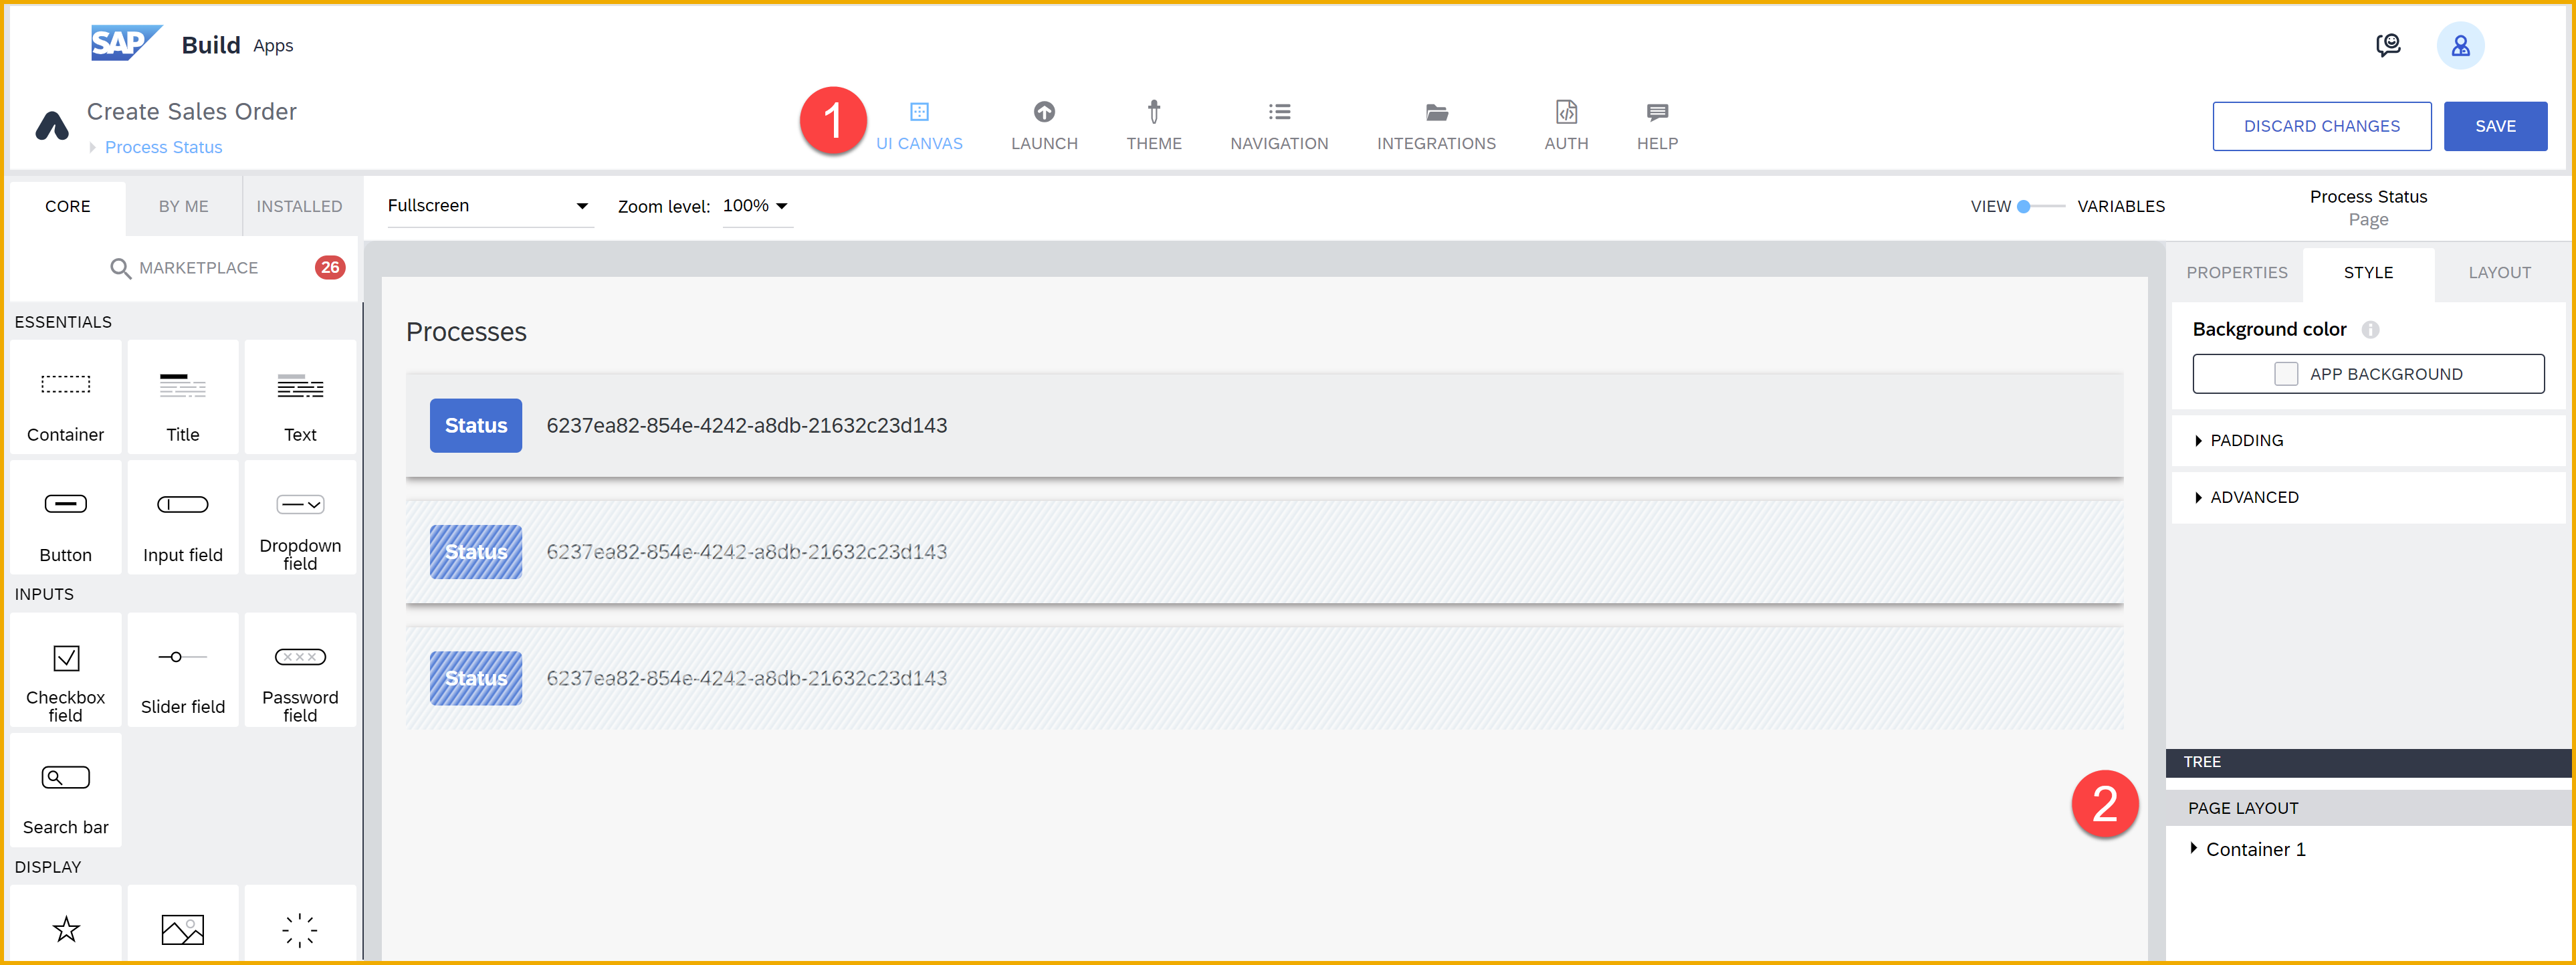 SAP Build Apps
Create Sales Order
Process Status
1
UI CANVAS
LAUNCH
THEME
NAVIGATION
INTEGRATIONS
AUTH
HELP
DISCARD CHANGES
SAVE
CORE
BY ME
INSTALLED
MARKETPLACE
26
Fullscreen
Zoom level: 100%
VIEW
VARIABLES
Process Status
Page
ESSENTIALS
Container
Title
Text
Button
Input field
Dropdown
field
INPUTS
Checkbox
field
Slider field
Password
field
Search bar
DISPLAY
Processes
Status 6237ea82-854e-4242-a8db-21632c23d143
Status 6237ea82-854e-4242-a8db-21632c23d143
Status 6237ea82-854e-4242-a8db-21632c23d143
PROPERTIES
STYLE
LAYOUT
Background color
APP BACKGROUND
PADDING
ADVANCED
TREE
2
PAGE LAYOUT
Container 1